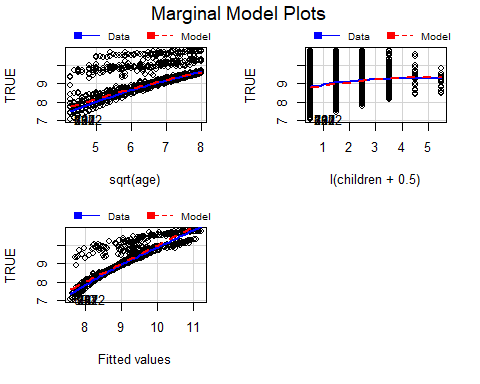 Marginal Model Plots
Data Model
Data Model
TRUE
7 8 9
5 6 7 8
sqrt(age)
TRUE
7 8 9
1 2 3 4 5
I(children + 0.5)
Data Model
TRUE
7 8 9
8 9 10 11
Fitted values